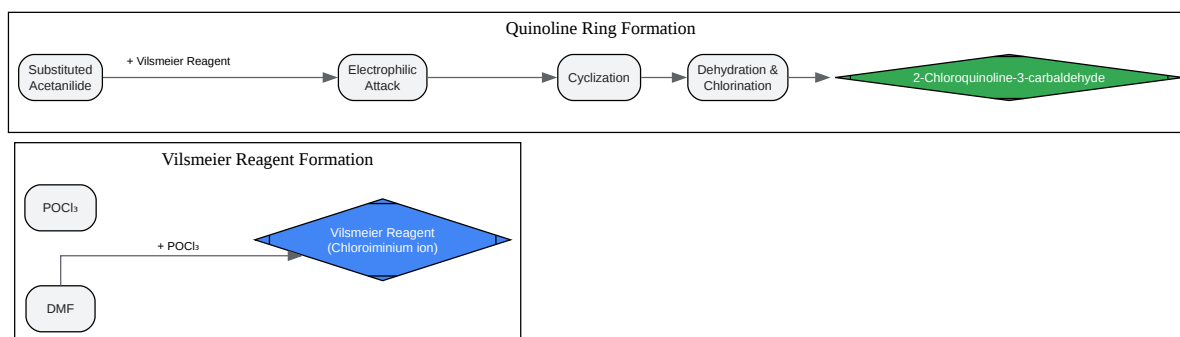 Quinoline Ring Formation
Substituted
Acetanilide
+ Vilsmeier Reagent
Electrophilic
Attack
Cyclization
Dehydration &
Chlorination
2-Chloroquinoline-3-carbaldehyde
Vilsmeier Reagent Formation
POCl₃
DMF
+ POCl₃
Vilsmeier Reagent
(Chloroiminium ion)